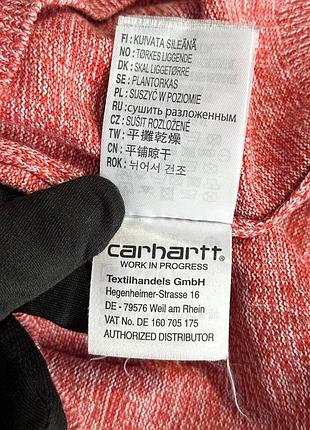 FI : KUIVATA SILEÄNÄ
NO : TØRKES LIGGENDE
DK : SKAL LIGGETØRRE
SE : PLANTORKAS
PL : SUSZYĆ W POZIOMIE
RU : сушить разложенным
CZ : SUŠIT ROZLOŽENÉ
TW : 平攤乾燥
CN : 平铺晾干
ROK : 뉘어서 건조
carhartt
WORK IN PROGRESS
Textilhandels GmbH
Hegenheimer-Strasse 16
DE - 79576 Weil am Rhein
VAT No. DE 160 705 175
AUTHORIZED DISTRIBUTOR